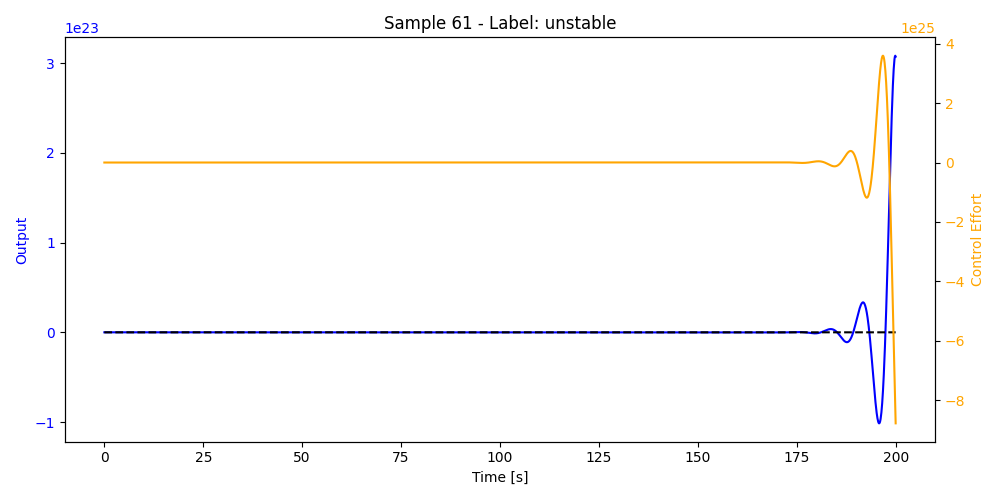 Sample 61 - Label: unstable
1e23
1e25
3
2
1
0
−1
Output
4
2
0
−2
−4
−6
−8
Control Effort
0 25 50 75 100 125 150 175 200
Time [s]